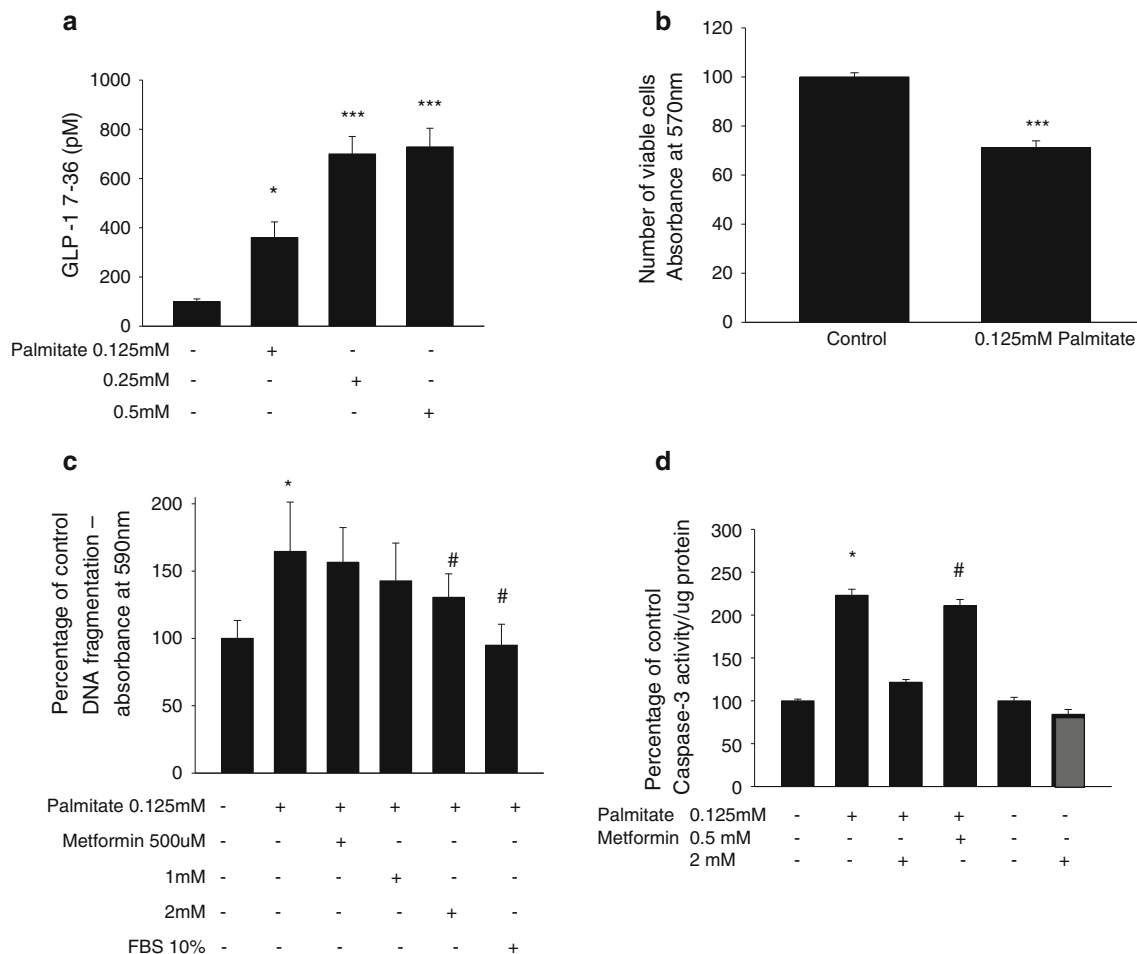 a
GLP -1 7 -36 (pM)
1000
800
600
400
200
0
*
***
***
Palmitate 0.125mM - + - -
0.25mM - - + -
0.5mM - - - +
b
Number of viable cells
Absorbance at 570nm
120
100
80
60
40
20
0
***
Control 0.125mM Palmitate
c
Percentage of control
DNA fragmentation –
absorbance at 590nm
200
150
100
50
0
*
#
#
Palmitate 0.125mM - + + + + +
Metformin 500uM - - + - - -
1mM - - - + - -
2mM - - - - + -
FBS 10% - - - - - +
d
Percentage of control
Caspase-3 activity/ug protein
300
250
200
150
100
50
0
*
#
Palmitate 0.125mM - + + + - -
Metformin 0.5 mM - - - + - -
2 mM - - + - - +